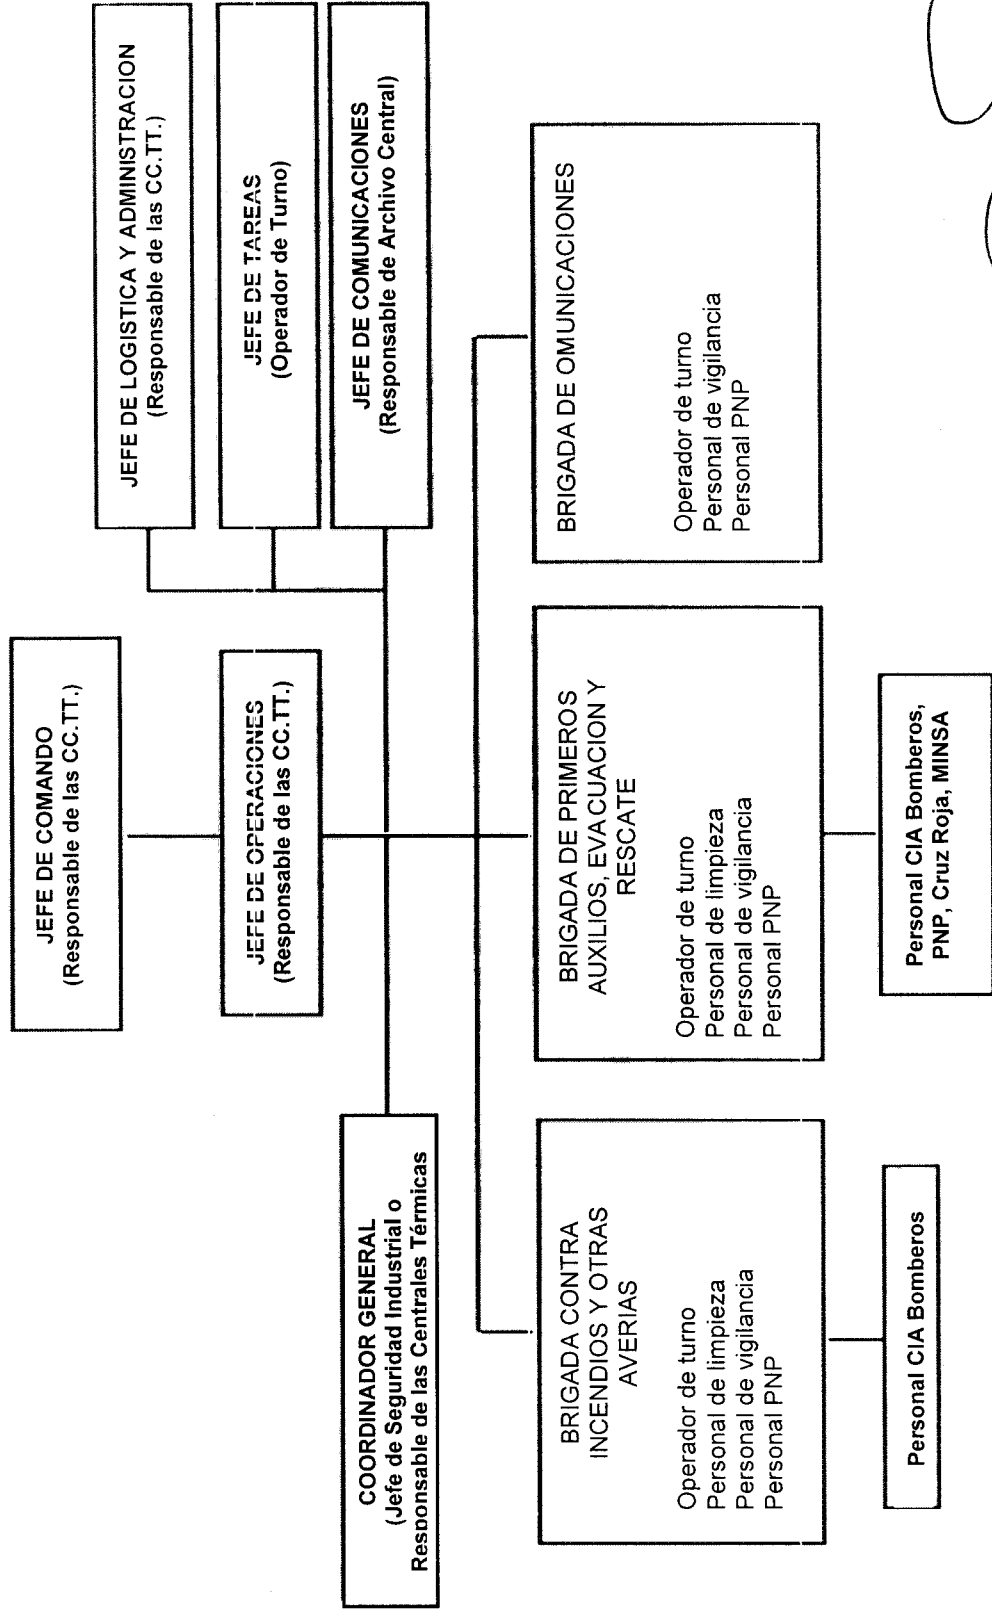 JEFE DE COMANDO
(Responsable de las CC.TT.)
JEFE DE OPERACIONES
(Responsable de las CC.TT.)
JEFE DE LOGISTICA Y ADMINISTRACION
(Responsable de las CC.TT.)
JEFE DE TAREAS
(Operador de Turno)
JEFE DE COMUNICACIONES
(Responsable de Archivo Central)
COORDINADOR GENERAL
(Jefe de Seguridad Industrial o
Responsable de las Centrales Térmicas
BRIGADA CONTRA
INCENDIOS Y OTRAS
AVERIAS
Operador de turno
Personal de limpieza
Personal de vigilancia
Personal PNP
BRIGADA DE PRIMEROS
AUXILIOS, EVACUACION Y
RESCATE
Operador de turno
Personal de limpieza
Personal de vigilancia
Personal PNP
BRIGADA DE OMUNICACIONES
Operador de turno
Personal de vigilancia
Personal PNP
Personal CIA Bomberos
Personal CIA Bomberos,
PNP, Cruz Roja, MINSA